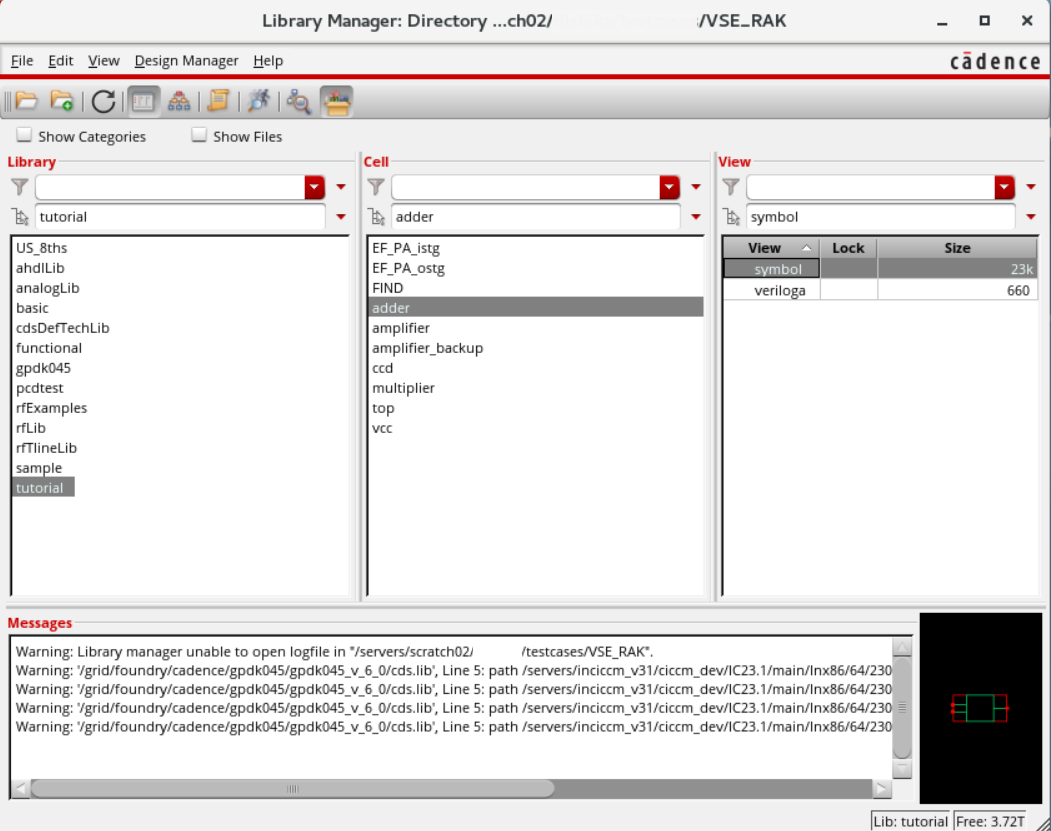 Library Manager: Directory ...ch02/ /VSE_RAK
File Edit View Design Manager Help
cādence
Show Categories Show Files
Library
tutorial
US_8ths
ahdlLib
analogLib
basic
cdsDefTechLib
functional
gpdk045
pcdtest
rfExamples
rfLib
rfTlineLib
sample
tutorial
Cell
adder
EF_PA_istg
EF_PA_ostg
FIND
adder
amplifier
amplifier_backup
ccd
multiplier
top
vcc
View
symbol
View Lock Size
symbol 23k
veriloga 660
Messages
Warning: Library manager unable to open logfile in "/servers/scratch02/ /testcases/VSE_RAK".
Warning: '/grid/foundry/cadence/gpdk045/gpdk045_v_6_0/cds.lib', Line 5: path /servers/inciccm_v31/ciccm_dev/IC23.1/main/lnx86/64/230
Warning: '/grid/foundry/cadence/gpdk045/gpdk045_v_6_0/cds.lib', Line 5: path /servers/inciccm_v31/ciccm_dev/IC23.1/main/lnx86/64/230
Warning: '/grid/foundry/cadence/gpdk045/gpdk045_v_6_0/cds.lib', Line 5: path /servers/inciccm_v31/ciccm_dev/IC23.1/main/lnx86/64/230
Warning: '/grid/foundry/cadence/gpdk045/gpdk045_v_6_0/cds.lib', Line 5: path /servers/inciccm_v31/ciccm_dev/IC23.1/main/lnx86/64/230
Lib: tutorial Free: 3.72T